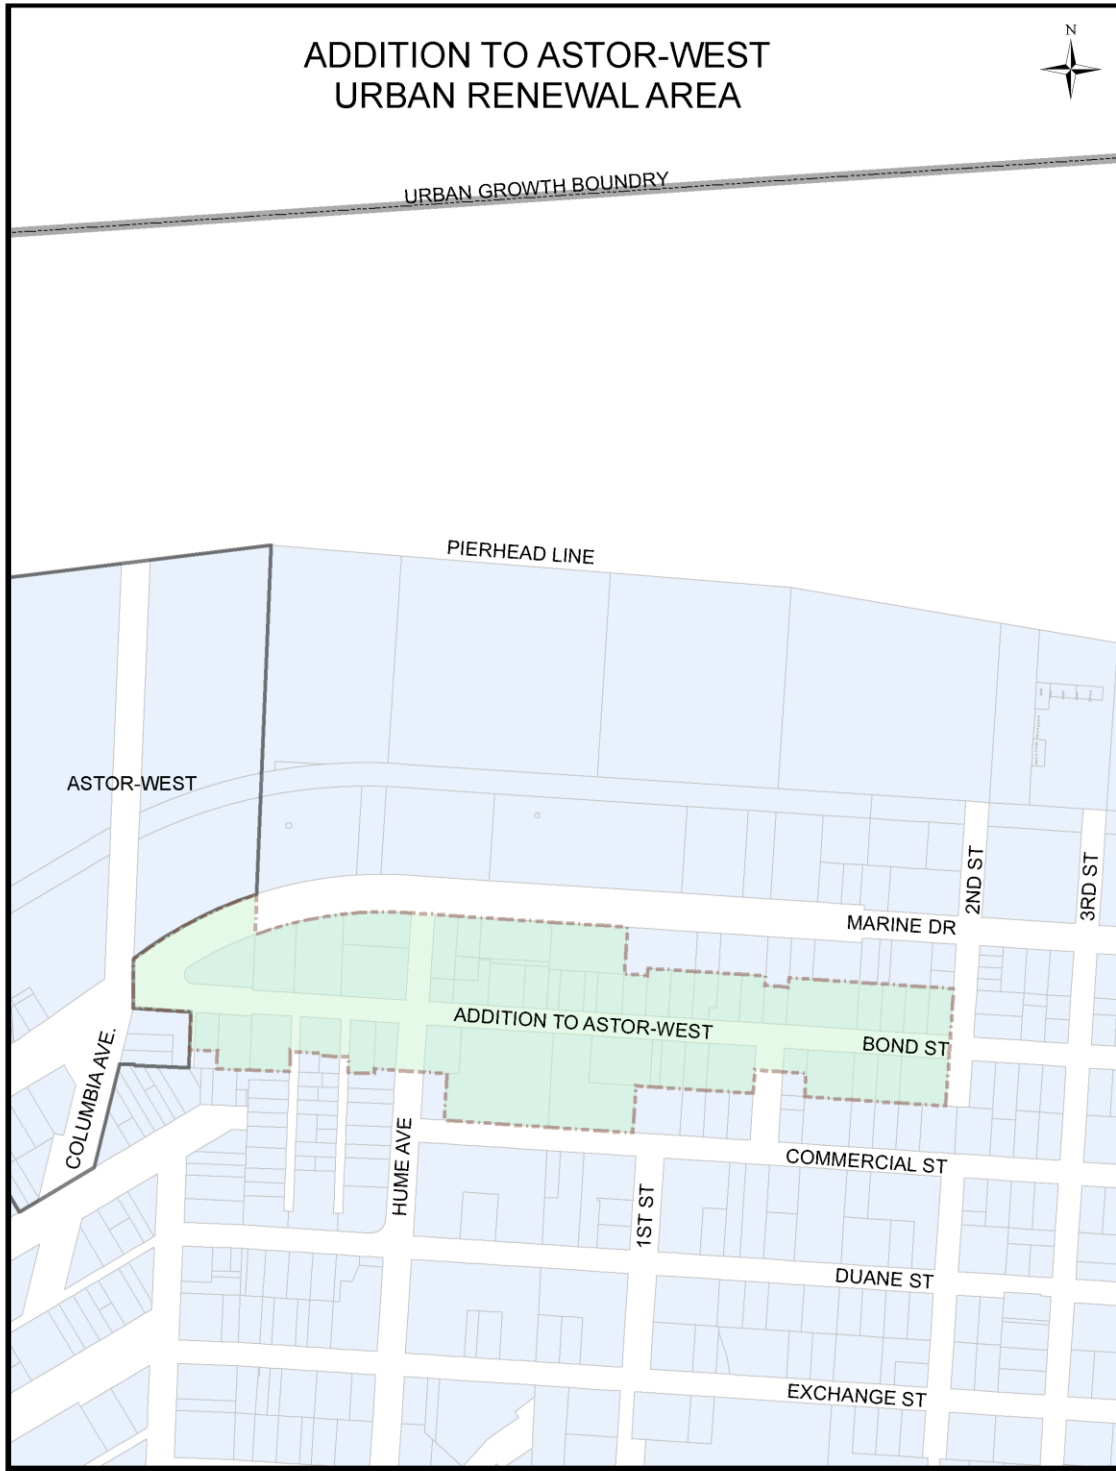 ADDITION TO ASTOR-WEST
URBAN RENEWAL AREA
N
URBAN GROWTH BOUNDRY
PIERHEAD LINE
ASTOR-WEST
2ND ST
3RD ST
MARINE DR
ADDITION TO ASTOR-WEST
BOND ST
COLUMBIA AVE.
HUME AVE
COMMERCIAL ST
1ST ST
DUANE ST
EXCHANGE ST